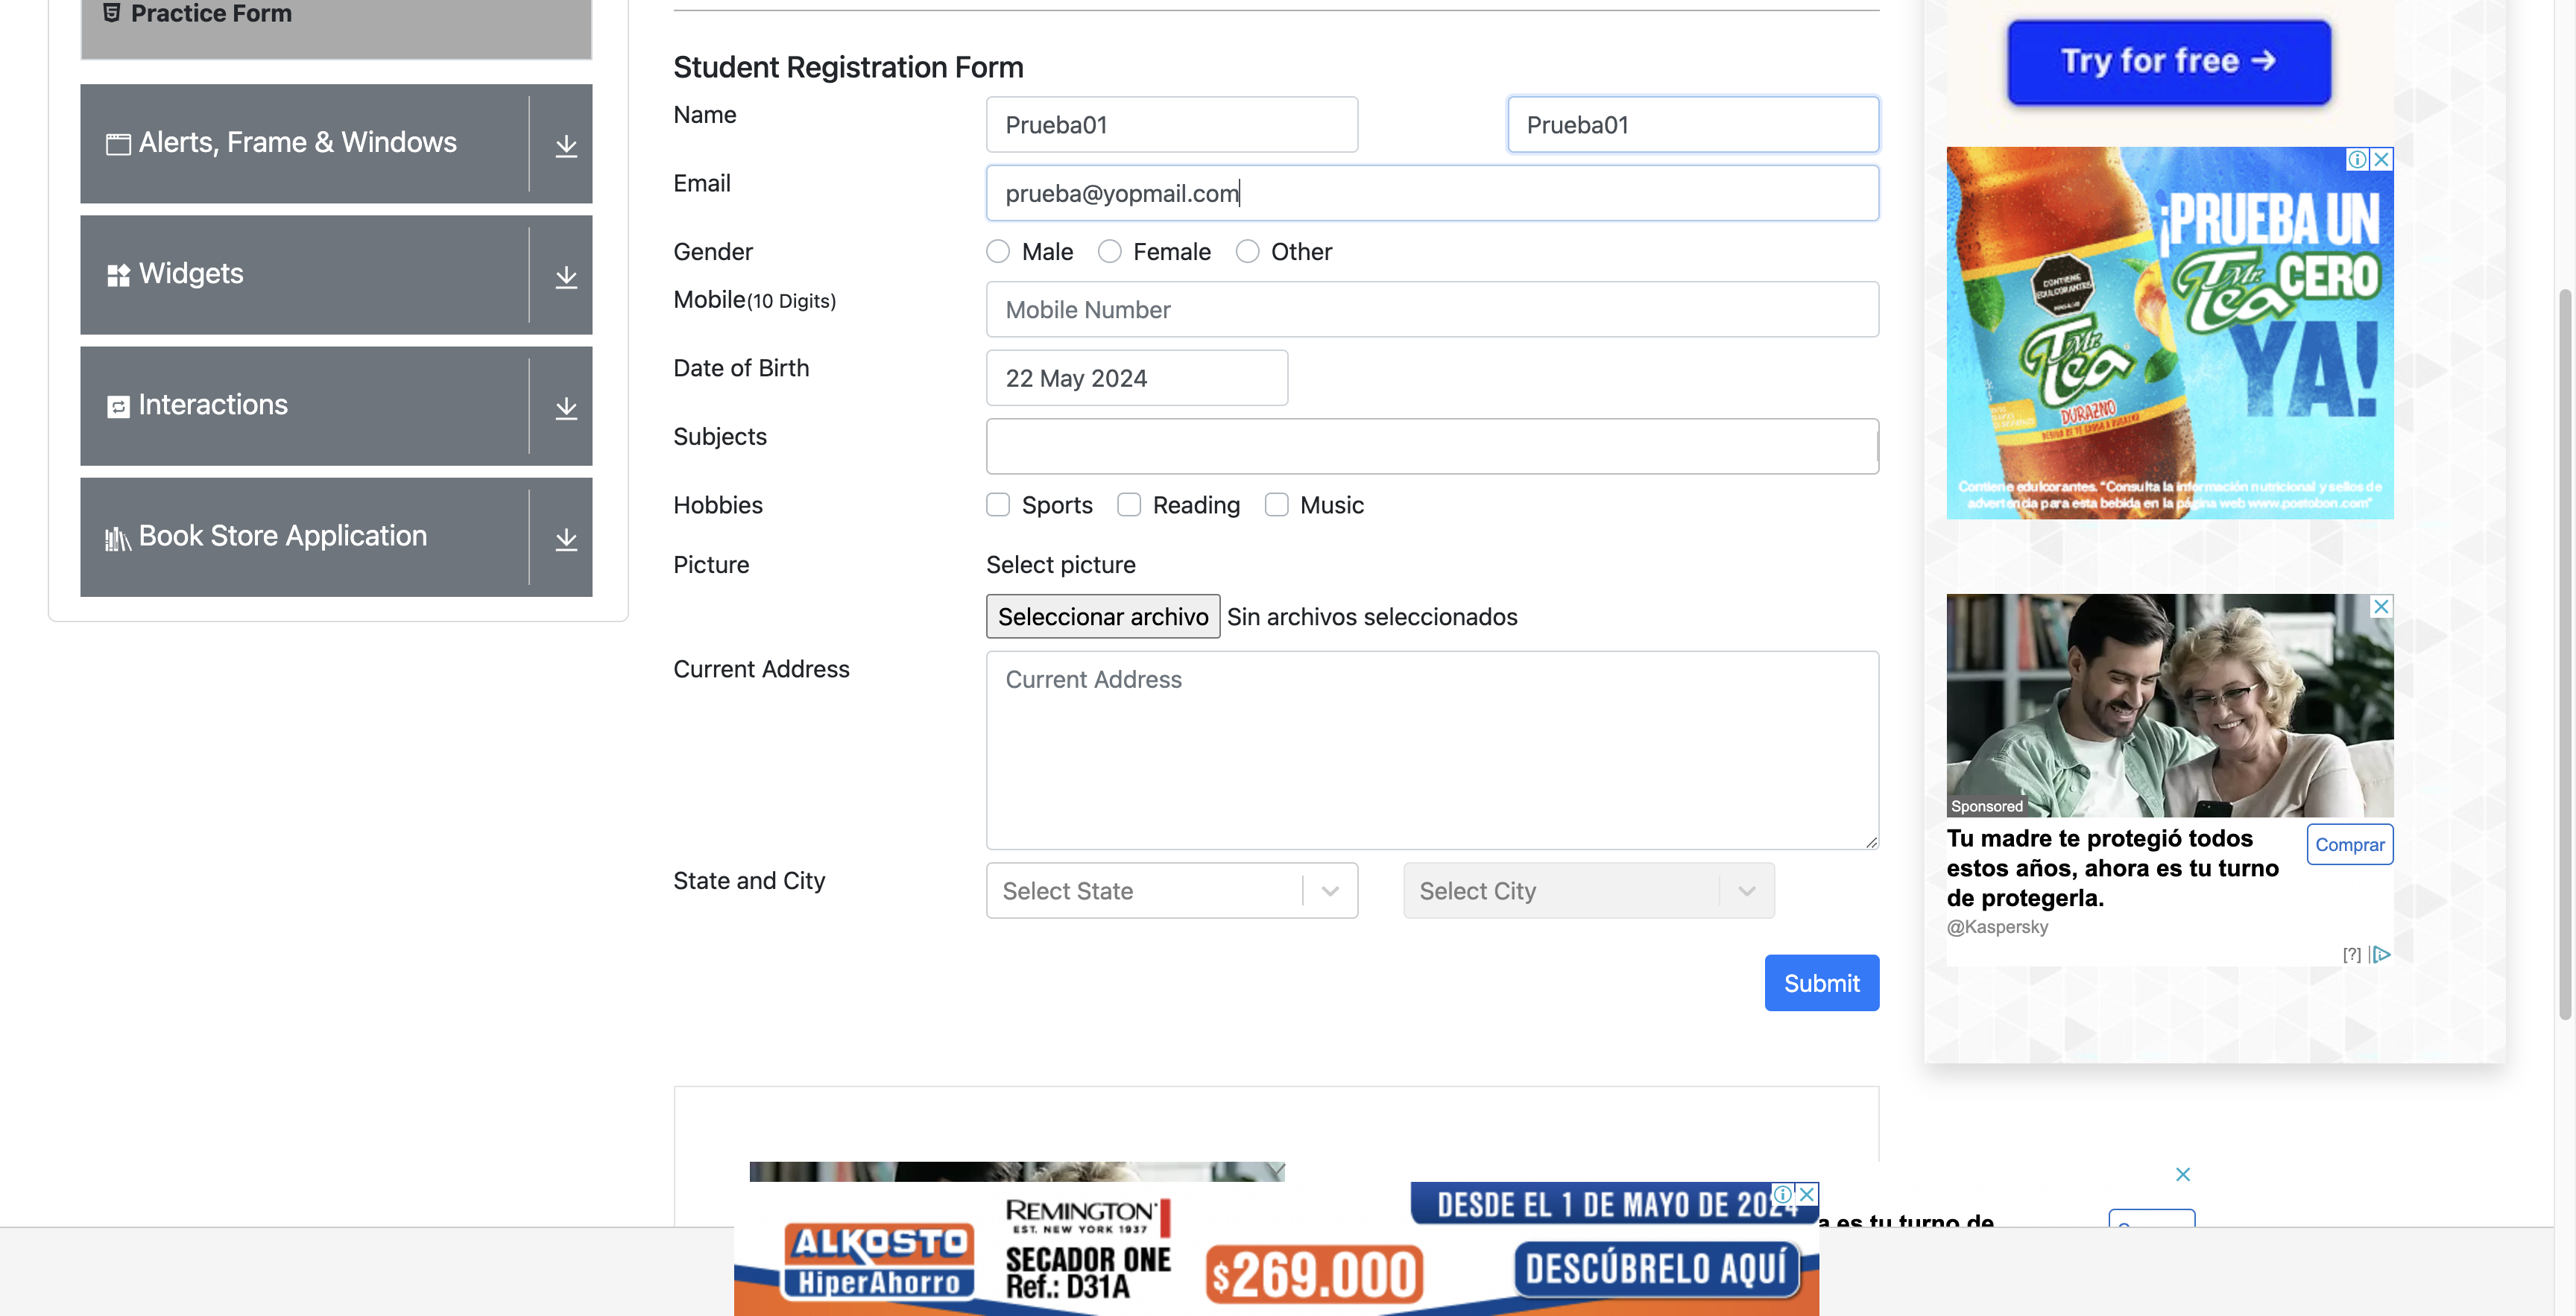 Practice Form
Alerts, Frame & Windows
Widgets
Interactions
Book Store Application
Student Registration Form
Name
Prueba01
Prueba01
Email
prueba@yopmail.com
Gender
Male
Female
Other
Mobile(10 Digits)
Mobile Number
Date of Birth
22 May 2024
Subjects
Hobbies
Sports
Reading
Music
Picture
Select picture
Seleccionar archivo Sin archivos seleccionados
Current Address
Current Address
State and City
Select State
Select City
Submit
Try for free →
¡PRUEBA UN
Mr. Tea CERO
YA!
CONTIENE
EDULCORANTES
Mr. Tea
DURAZNO
Contiene edulcorantes. "Consulta la información nutricional y sellos de
advertencia para esta bebida en la página web www.postobon.com"
Sponsored
Tu madre te protegió todos
estos años, ahora es tu turno
de protegerla.
Comprar
@Kaspersky
[?]
a es tu turno de
ALKOSTO
HiperAhorro
REMINGTON
EST. NEW YORK 1937
SECADOR ONE
Ref.: D31A
$269.000
DESDE EL 1 DE MAYO DE 2024
DESCÚBRELO AQUÍ